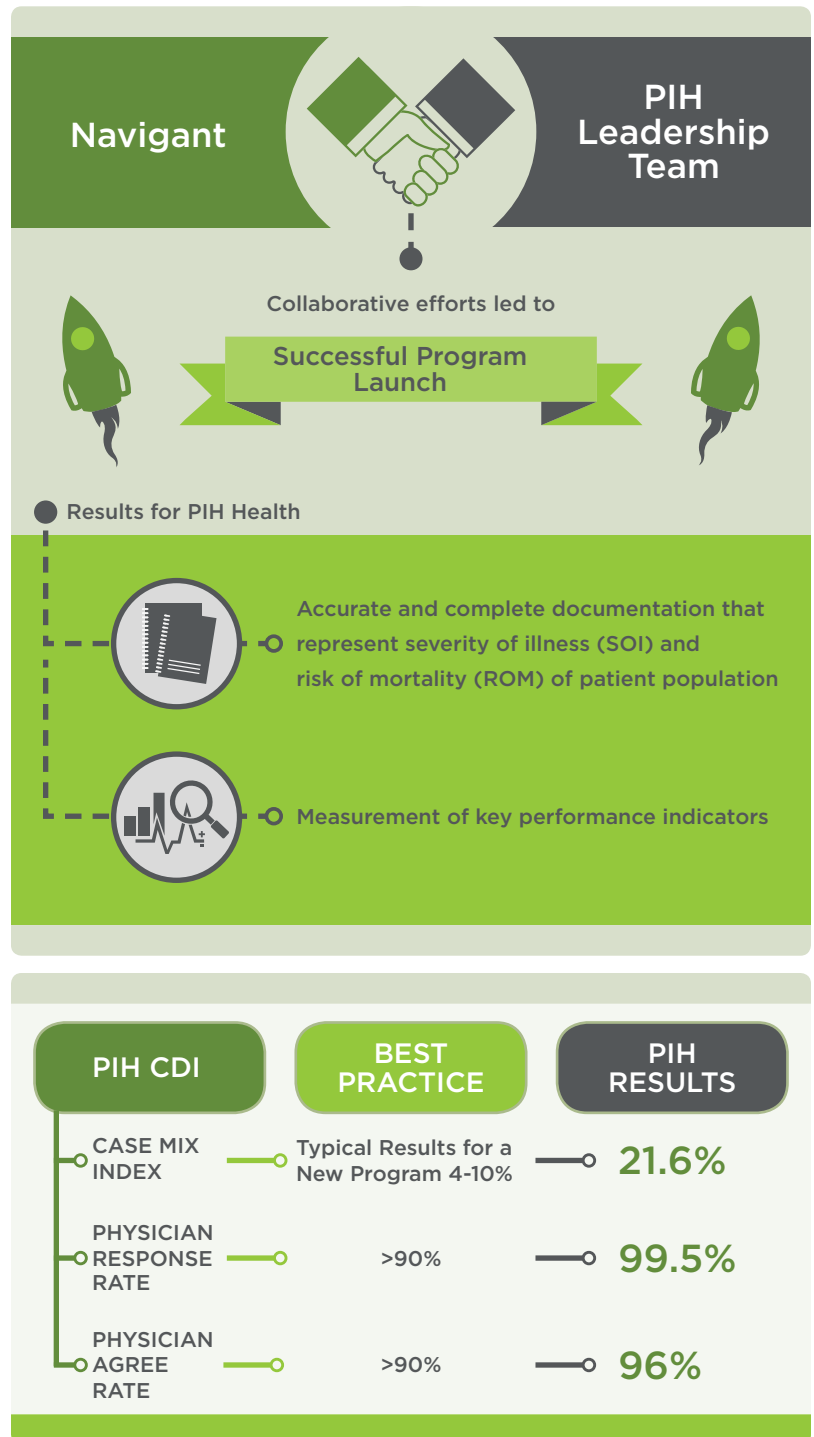 Navigant
PIH
Leadership
Team
Collaborative efforts led to
Successful Program
Launch
Results for PIH Health
Accurate and complete documentation that
represent severity of illness (SOI) and
risk of mortality (ROM) of patient population
Measurement of key performance indicators
PIH CDI
BEST
PRACTICE
PIH
RESULTS
CASE MIX
INDEX
Typical Results for a
New Program 4-10%
21.6%
PHYSICIAN
RESPONSE
RATE
>90%
99.5%
PHYSICIAN
AGREE
RATE
>90%
96%